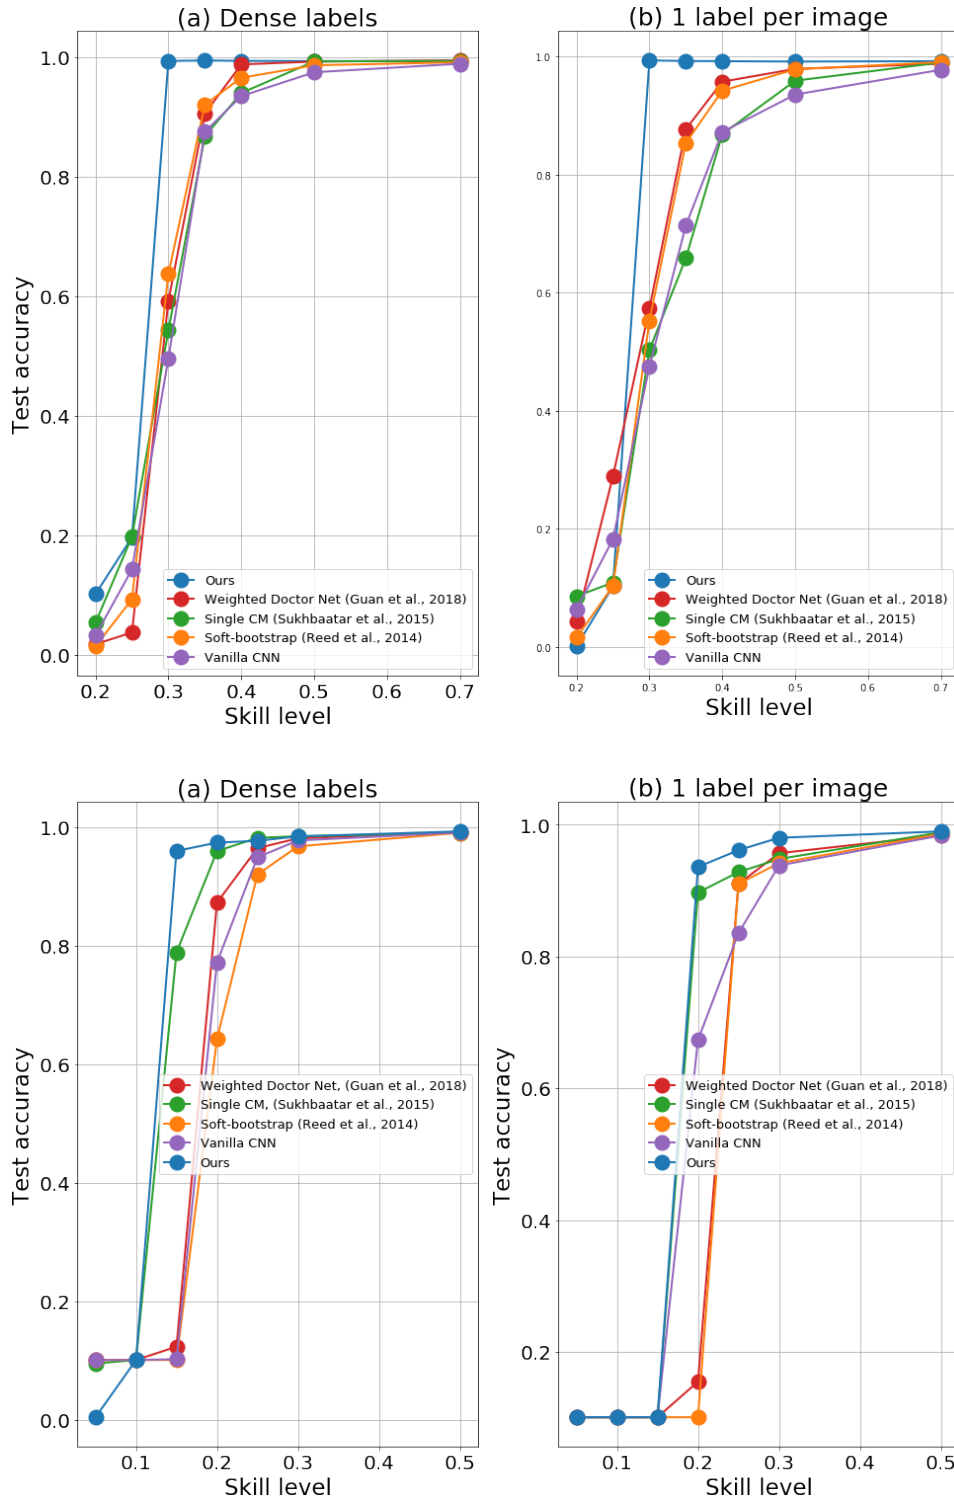 (a) Dense labels
1.0
0.8
0.6
0.4
0.2
0.0
Test accuracy
Ours
Weighted Doctor Net (Guan et al., 2018)
Single CM (Sukhbaatar et al., 2015)
Soft-bootstrap (Reed et al., 2014)
Vanilla CNN
0.2 0.3 0.4 0.5 0.6 0.7
Skill level
(b) 1 label per image
1.0
0.8
0.6
0.4
0.2
0.0
Ours
Weighted Doctor Net (Guan et al., 2018)
Single CM (Sukhbaatar et al., 2015)
Soft-bootstrap (Reed et al., 2014)
Vanilla CNN
0.2 0.3 0.4 0.5 0.6 0.7
Skill level
(a) Dense labels
1.0
0.8
0.6
0.4
0.2
0.0
Test accuracy
Weighted Doctor Net, (Guan et al., 2018)
Single CM, (Sukhbaatar et al., 2015)
Soft-bootstrap (Reed et al., 2014)
Vanilla CNN
Ours
0.1 0.2 0.3 0.4 0.5
Skill level
(b) 1 label per image
1.0
0.8
0.6
0.4
0.2
Test accuracy
Weighted Doctor Net (Guan et al., 2018)
Single CM (Sukhbaatar et al., 2015)
Soft-bootstrap (Reed et al., 2014)
Vanilla CNN
Ours
0.1 0.2 0.3 0.4 0.5
Skill level